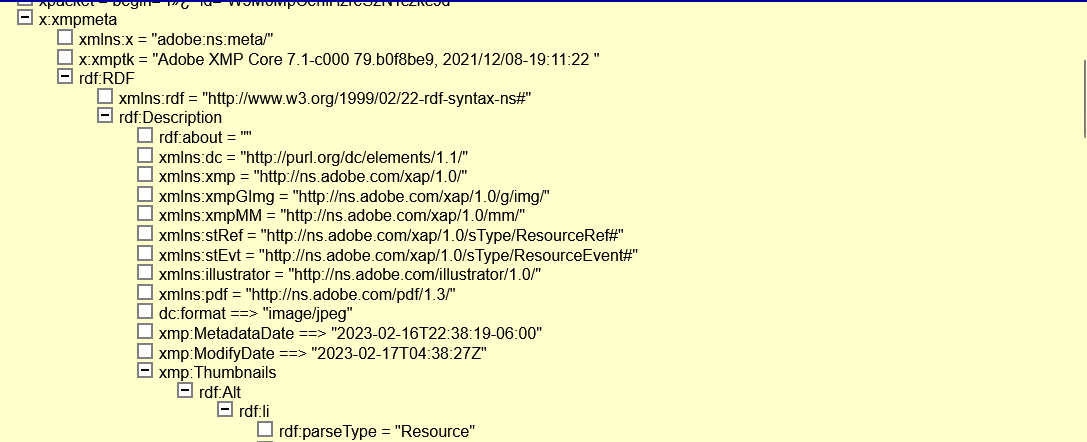 x:xmpmeta
xmlns:x = "adobe:ns:meta/"
x:xmptk = "Adobe XMP Core 7.1-c000 79.b0f8be9, 2021/12/08-19:11:22 "
rdf:RDF
xmlns:rdf = "http://www.w3.org/1999/02/22-rdf-syntax-ns#"
rdf:Description
rdf:about = ""
xmlns:dc = "http://purl.org/dc/elements/1.1/"
xmlns:xmp = "http://ns.adobe.com/xap/1.0/"
xmlns:xmpGImg = "http://ns.adobe.com/xap/1.0/g/img/"
xmlns:xmpMM = "http://ns.adobe.com/xap/1.0/mm/"
xmlns:stRef = "http://ns.adobe.com/xap/1.0/sType/ResourceRef#"
xmlns:stEvt = "http://ns.adobe.com/xap/1.0/sType/ResourceEvent#"
xmlns:illustrator = "http://ns.adobe.com/illustrator/1.0/"
xmlns:pdf = "http://ns.adobe.com/pdf/1.3/"
dc:format ==> "image/jpeg"
xmp:MetadataDate ==> "2023-02-16T22:38:19-06:00"
xmp:ModifyDate ==> "2023-02-17T04:38:27Z"
xmp:Thumbnails
rdf:Alt
rdf:li
rdf:parseType = "Resource"